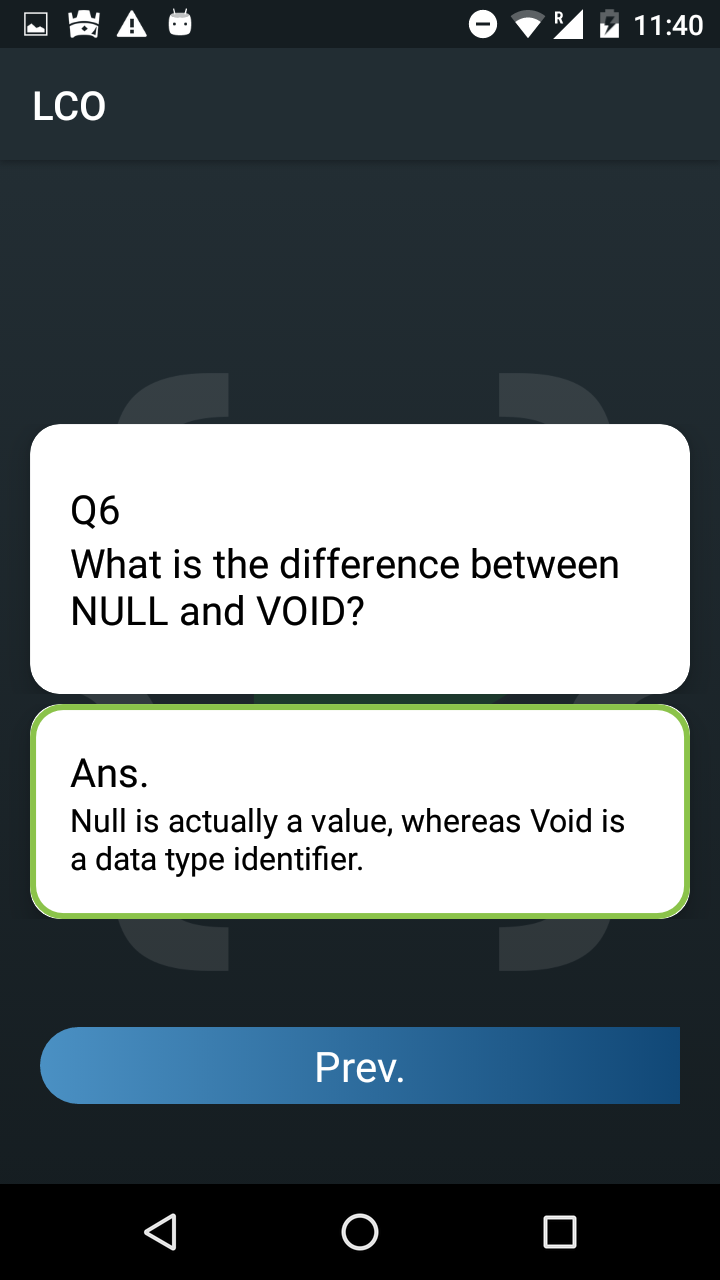 R 11:40
LCO
Q6
What is the difference between
NULL and VOID?
Ans.
Null is actually a value, whereas Void is
a data type identifier.
Prev.